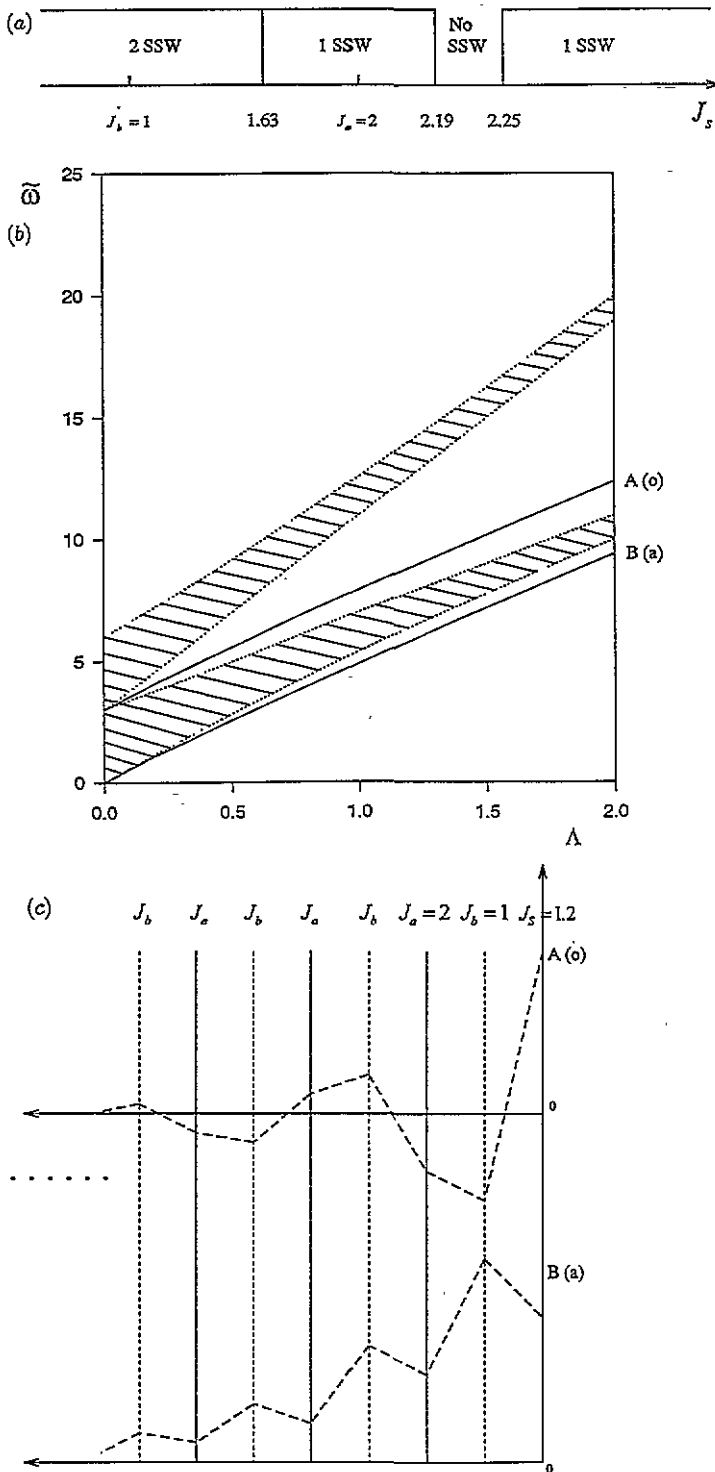 (a)
2 SSW 1 SSW No SSW 1 SSW
J_b = 1 1.63 J_a = 2 2.19 2.25 J_s
ω̃
(b)
25
20
15
10
5
0
A (o)
B (a)
0.0 0.5 1.0 1.5 2.0
Λ
(c) J_b J_a J_b J_a J_b J_a = 2 J_b = 1 J_s = 1.2
A (o)
0
B (a)
0